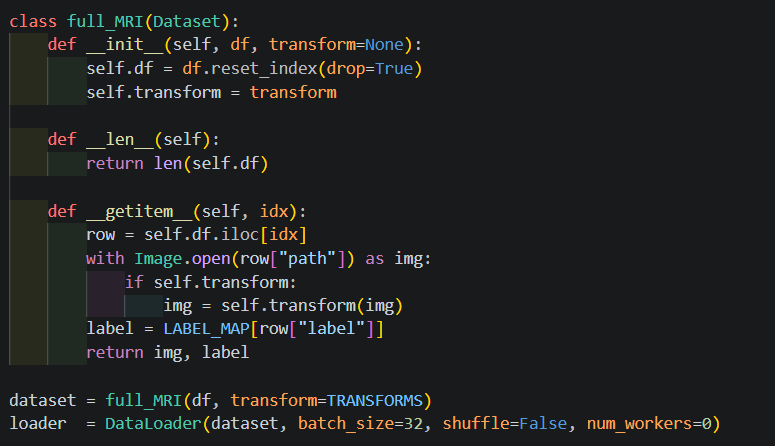 class full_MRI(Dataset):
    def __init__(self, df, transform=None):
        self.df = df.reset_index(drop=True)
        self.transform = transform

    def __len__(self):
        return len(self.df)

    def __getitem__(self, idx):
        row = self.df.iloc[idx]
        with Image.open(row["path"]) as img:
            if self.transform:
                img = self.transform(img)
        label = LABEL_MAP[row["label"]]
        return img, label

dataset = full_MRI(df, transform=TRANSFORMS)
loader  = DataLoader(dataset, batch_size=32, shuffle=False, num_workers=0)